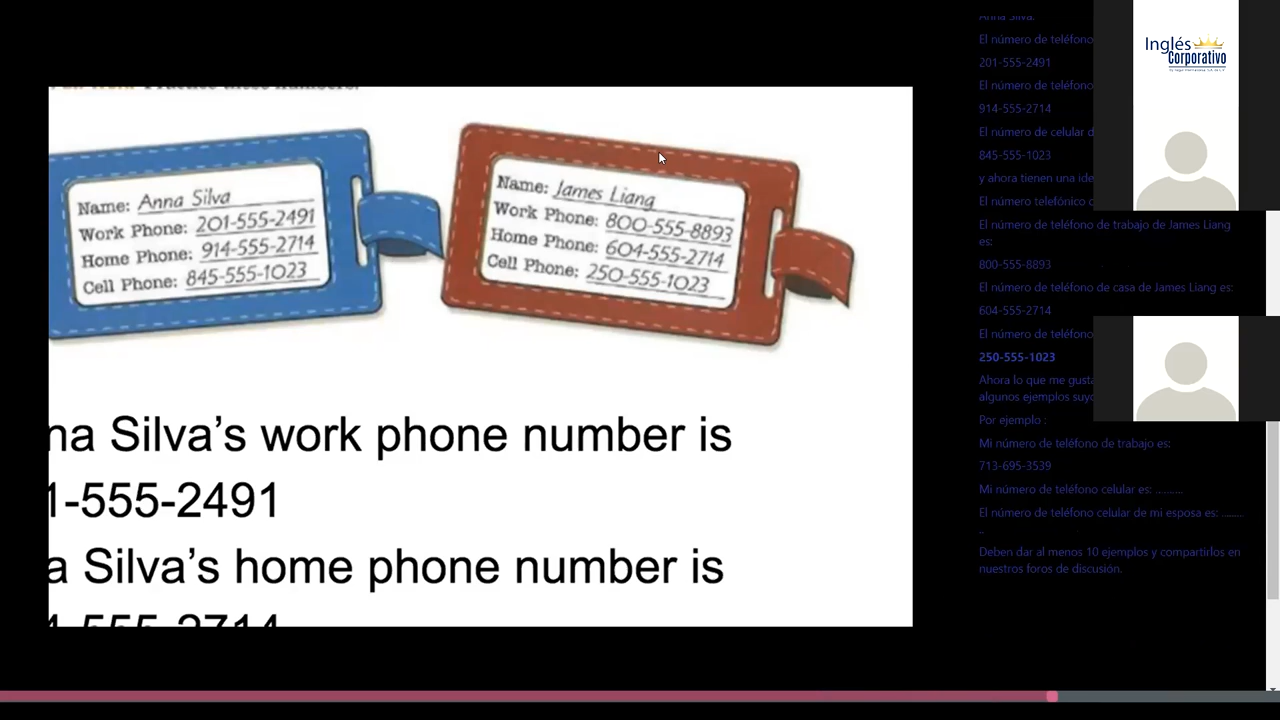 Practice these numbers.
Name: Anna Silva
Work Phone: 201-555-2491
Home Phone: 914-555-2714
Cell Phone: 845-555-1023
Name: James Liang
Work Phone: 800-555-8893
Home Phone: 604-555-2714
Cell Phone: 250-555-1023
na Silva's work phone number is
1-555-2491
a Silva's home phone number is
4-555-2714
Anna Silva:
El número de teléfono
201-555-2491
El número de teléfono
914-555-2714
El número de celular d
845-555-1023
y ahora tienen una ide
El número telefónico
El número de teléfono de trabajo de James Liang
es:
800-555-8893
El número de teléfono de casa de James Liang es:
604-555-2714
El número de teléfono
250-555-1023
Ahora lo que me gusta
algunos ejemplos suyo
Por ejemplo :
Mi número de teléfono de trabajo es:
713-695-3539
Mi número de teléfono celular es: ..........
El número de teléfono celular de mi esposa es: ........
..
Deben dar al menos 10 ejemplos y compartirlos en
nuestros foros de discusión.
Inglés
Corporativo